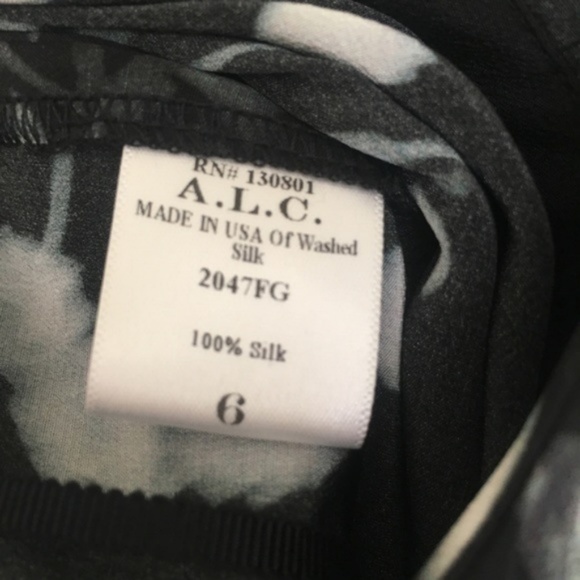 RN# 130801
A.L.C.
MADE IN USA Of Washed
Silk
2047FG
100% Silk
6